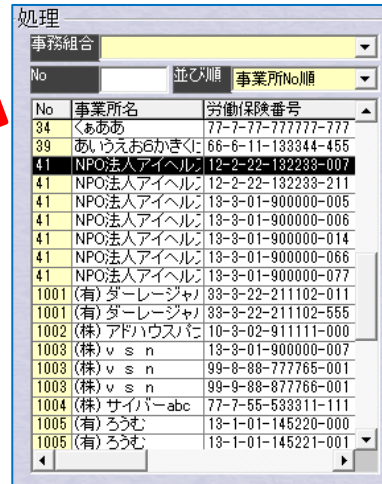 処理
事務組合
No 並び順 事業所No順
No 事業所名 労働保険番号
34 くぁああ 77-7-77-777777-777
39 あいうえお6かきくに 66-6-11-133344-455
41 NPO法人アイヘルプ 12-2-22-132233-007
41 NPO法人アイヘルプ 12-2-22-132233-211
41 NPO法人アイヘルプ 13-3-01-900000-005
41 NPO法人アイヘルプ 13-3-01-900000-006
41 NPO法人アイヘルプ 13-3-01-900000-014
41 NPO法人アイヘルプ 13-3-01-900000-066
41 NPO法人アイヘルプ 13-3-01-900000-077
1001 (有) ダーレージャパ 33-3-22-211102-011
1001 (有) ダーレージャパ 33-3-22-211102-555
1002 (株) アドハウスパブ 10-3-02-911111-000
1003 (株) ｖ ｓ ｎ 13-3-01-900000-007
1003 (株) ｖ ｓ ｎ 99-8-88-777765-001
1003 (株) ｖ ｓ ｎ 99-9-88-877766-001
1004 (株) サイバーabc 77-7-55-533311-111
1005 (有) ろうむ 13-1-01-145220-000
1005 (有) ろうむ 13-1-01-145221-001